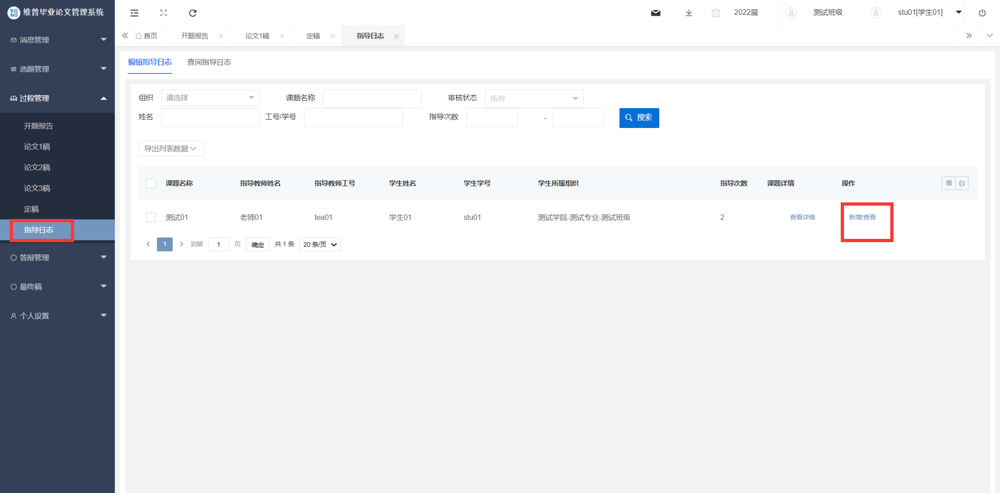 VG MS 维普毕业论文管理系统
2022届 测试班级 stu01[学生01]
首页 开题报告 论文1稿 定稿 指导日志
消息管理
选题管理
过程管理
开题报告
论文1稿
论文2稿
论文3稿
定稿
指导日志
答辩管理
最终稿
个人设置
编辑指导日志 查询指导日志
组织 请选择 课题名称 审核状态 所有
姓名 工号/学号 指导次数 - 搜索
导出列表数据
课题名称 指导教师姓名 指导教师工号 学生姓名 学生学号 学生所属组织 指导次数 课题详情 操作
测试01 老师01 tea01 学生01 stu01 测试学院-测试专业-测试班级 2 查看详情 新增/查看
1 到第 1 页 确定 共 1 条 20 条/页